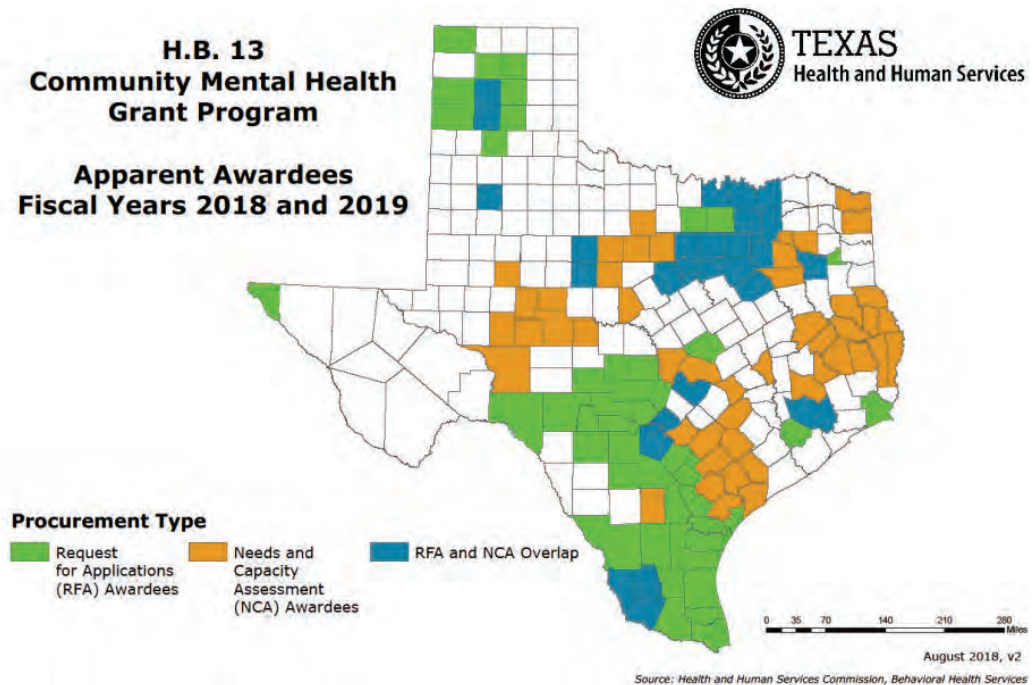 H.B. 13
Community Mental Health
Grant Program
Apparent Awardees
Fiscal Years 2018 and 2019
TEXAS
Health and Human Services
Procurement Type
Request
for Applications
(RFA) Awardees
Needs and
Capacity
Assessment
(NCA) Awardees
RFA and NCA Overlap
0 35 70 140 210 280
Miles
August 2018, v2
Source: Health and Human Services Commission, Behavioral Health Services